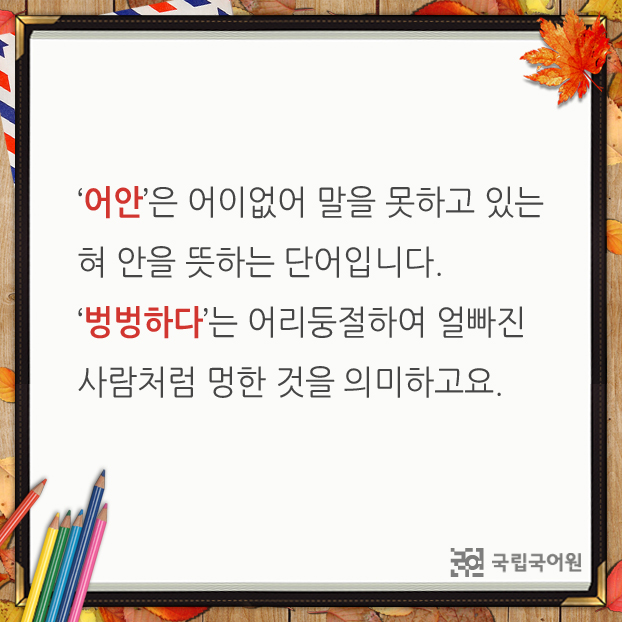 ‘어안’은 어이없어 말을 못하고 있는
혀 안을 뜻하는 단어입니다.
‘벙벙하다’는 어리둥절하여 얼빠진
사람처럼 멍한 것을 의미하고요.
국립국어원